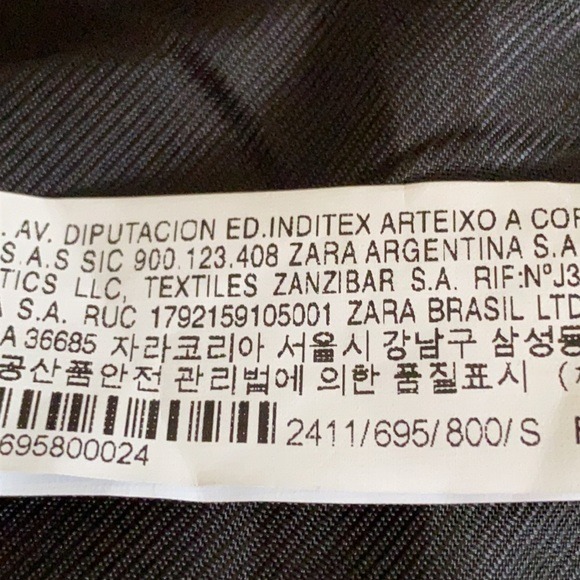 . AV. DIPUTACION ED.INDITEX ARTEIXO A COR
S.A.S SIC 900.123.408 ZARA ARGENTINA S.A
TICS LLC, TEXTILES ZANZIBAR S.A. RIF:NºJ3
S.A. RUC 1792159105001 ZARA BRASIL LTD
A 36685 자라코리아 서울시 강남구 삼성동
공산품안전 관리법에 의한 품질표시 (
2411/695/800/S
695800024